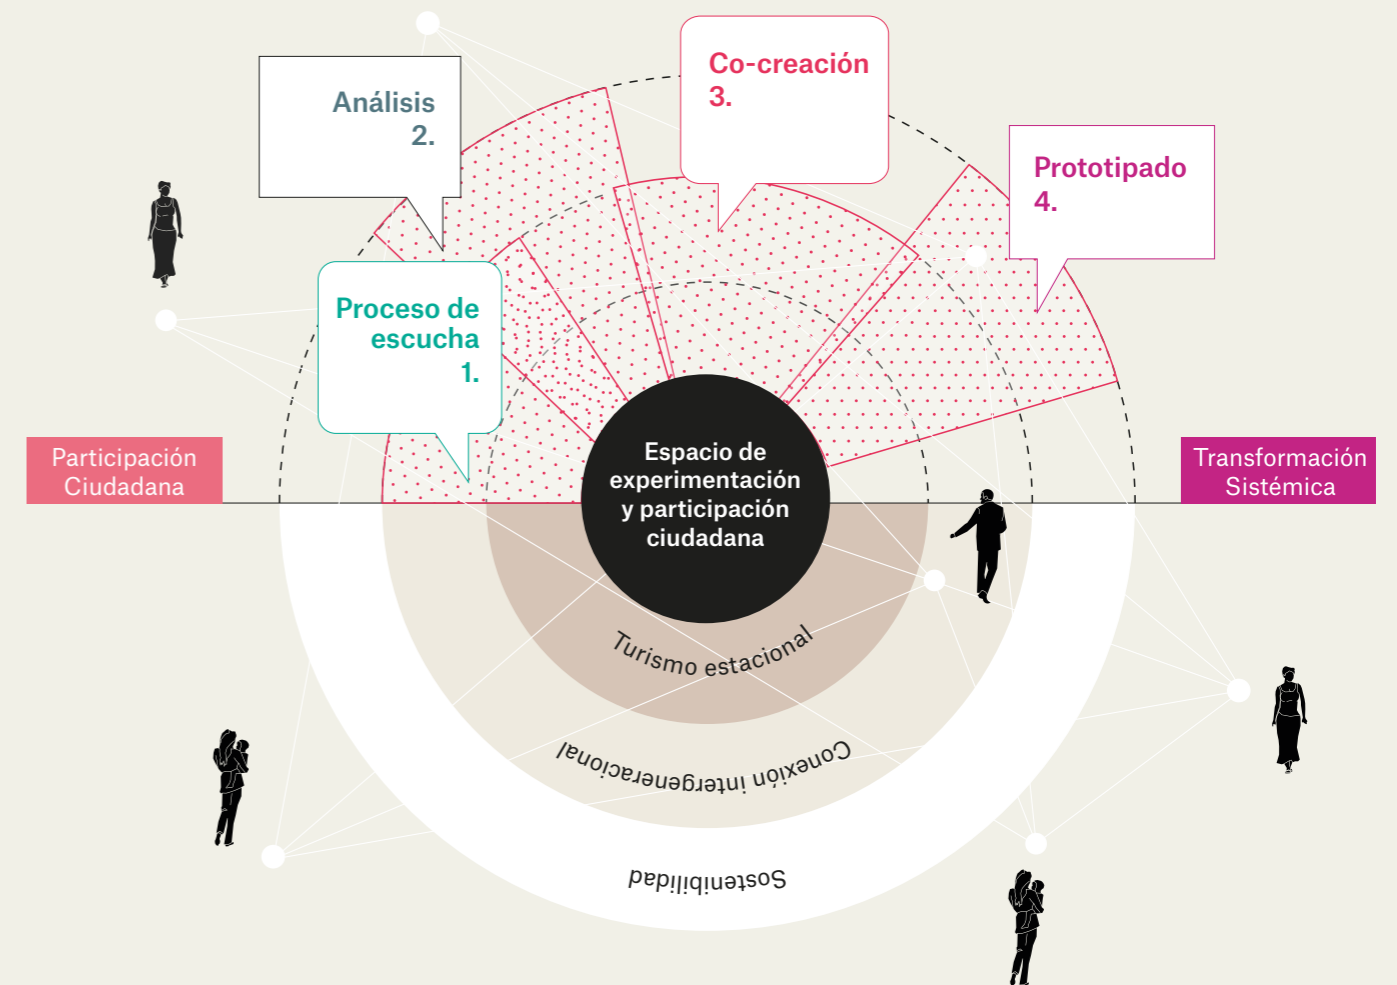 Co-creación
3.
Análisis
2.
Prototipado
4.
Proceso de
escucha
1.
Participación
Ciudadana
Espacio de
experimentación
y participación
ciudadana
Transformación
Sistémica
Turismo estacional
Conexión intergeneracional
Sostenibilidad